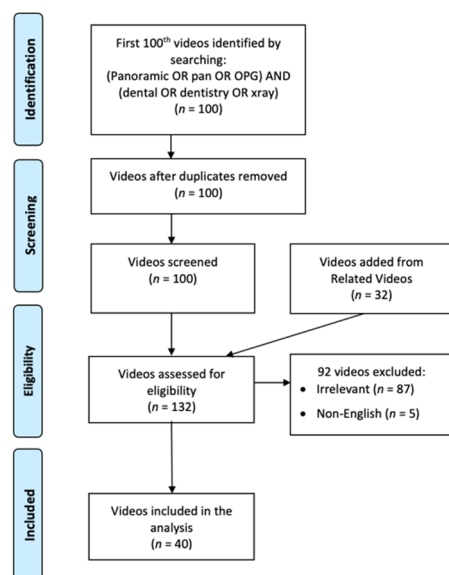 Identification
First 100th videos identified by
searching:
(Panoramic OR pan OR OPG) AND
(dental OR dentistry OR xray)
(n = 100)
Screening
Videos after duplicates removed
(n = 100)
Videos screened
(n = 100)
Videos added from
Related Videos
(n = 32)
Eligibility
Videos assessed for
eligibility
(n = 132)
92 videos excluded:
• Irrelevant (n = 87)
• Non-English (n = 5)
Included
Videos included in the
analysis
(n = 40)